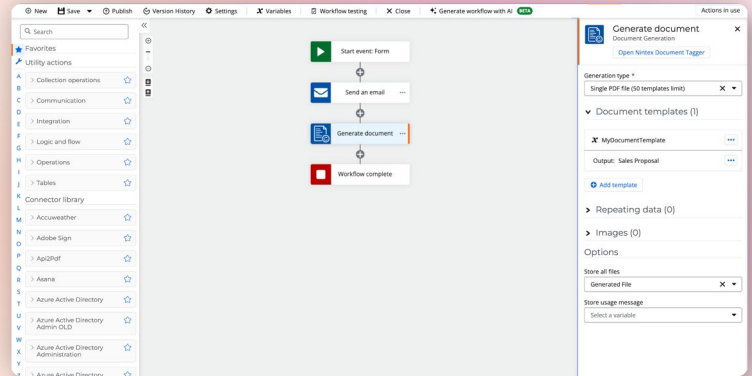 New Save Publish Version History Settings Variables Workflow testing Close Generate workflow with AI BETA Actions in use
Search
Favorites
Utility actions
A
B
C
D
E
F
G
H
I
J
K
L
M
N
O
P
Q
R
S
T
U
V
W
X
Y
Collection operations
Communication
Integration
Logic and flow
Operations
Tables
Connector library
Accuweather
Adobe Sign
Api2Pdf
Asana
Azure Active Directory
Azure Active Directory
Admin OLD
Azure Active Directory
Administration
Azure Active Directory
Start event: Form
Send an email
Generate document
Workflow complete
Generate document
Document Generation
Open Nintex Document Tagger
Generation type *
Single PDF file (50 templates limit)
Document templates (1)
MyDocumentTemplate
Output: Sales Proposal
Add template
Repeating data (0)
Images (0)
Options
Store all files
Generated File
Store usage message
Select a variable